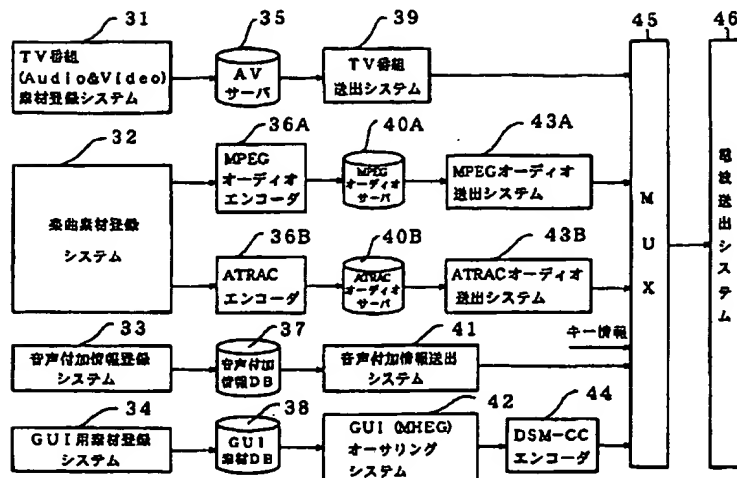 31
35
39
45
46
TV番組
(Audio&Video)
素材登録システム
AV
サーバ
TV番組
送出システム
32
36A
40A
43A
楽曲素材登録
システム
MPEG
オーディオ
エンコーダ
MPEG
オーディオ
サーバ
MPEGオーディオ
送出システム
MUX
電波送出システム
36B
40B
43B
ATRAC
エンコーダ
ATRAC
オーディオ
サーバ
ATRACオーディオ
送出システム
キー情報
33
37
41
音声付加情報登録
システム
音声付加
情報DB
音声付加情報送出
システム
34
38
42
44
GUI用素材登録
システム
GUI
素材DB
GUI (MHEG)
オーサリング
システム
DSM-CC
エンコーダ